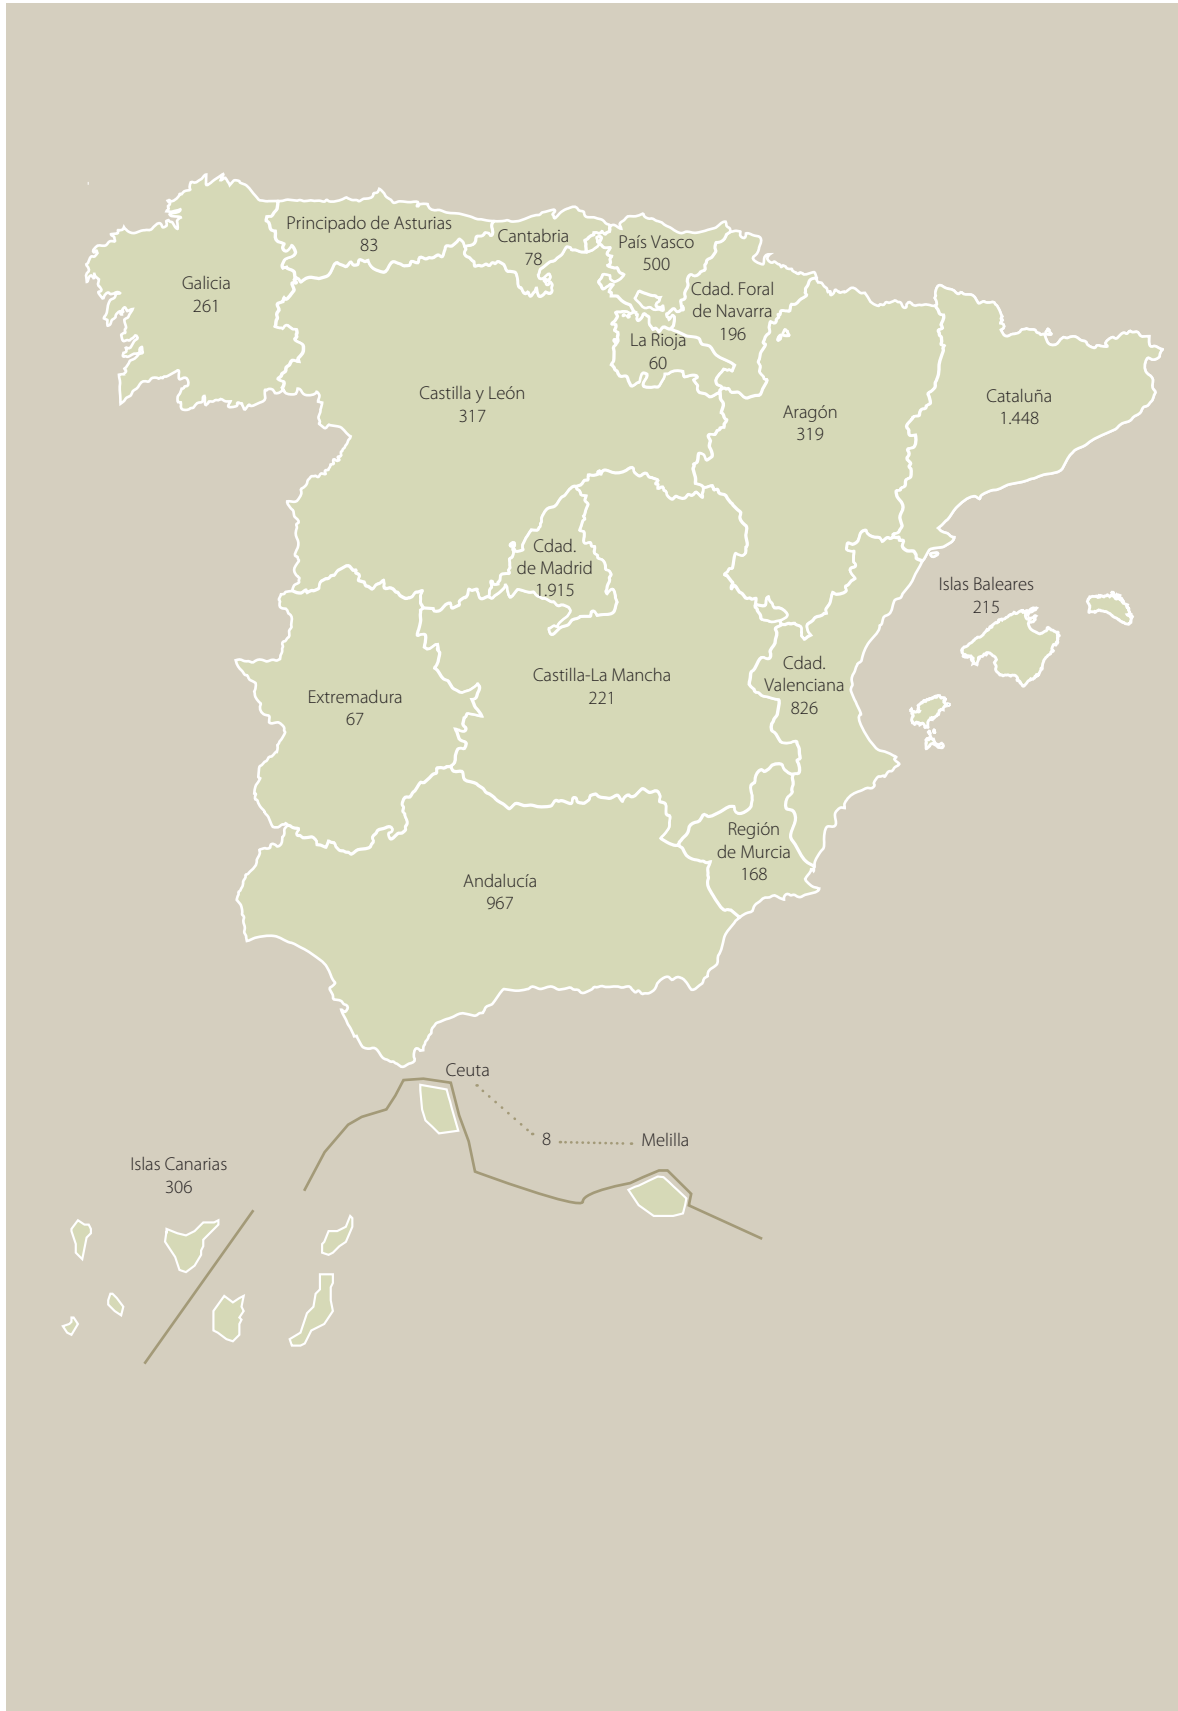 Principado de Asturias
83
Cantabria
78
País Vasco
500
Galicia
261
Cdad. Foral
de Navarra
196
La Rioja
60
Castilla y León
317
Aragón
319
Cataluña
1.448
Cdad.
de Madrid
1.915
Islas Baleares
215
Castilla-La Mancha
221
Cdad.
Valenciana
826
Extremadura
67
Región
de Murcia
168
Andalucía
967
Ceuta
8
Melilla
Islas Canarias
306